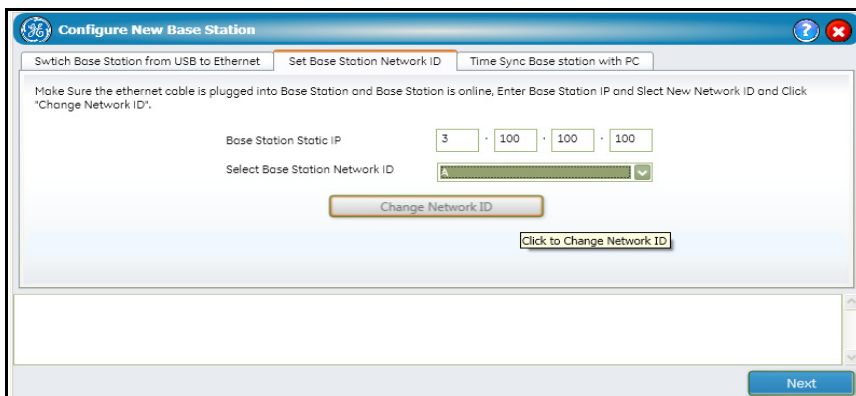 Configure New Base Station
Swtich Base Station from USB to Ethernet
Set Base Station Network ID
Time Sync Base station with PC
Make Sure the ethernet cable is plugged into Base Station and Base Station is online, Enter Base Station IP and Slect New Network ID and Click
"Change Network ID".
Base Station Static IP
3 . 100 . 100 . 100
Select Base Station Network ID
A
Change Network ID
Click to Change Network ID
Next